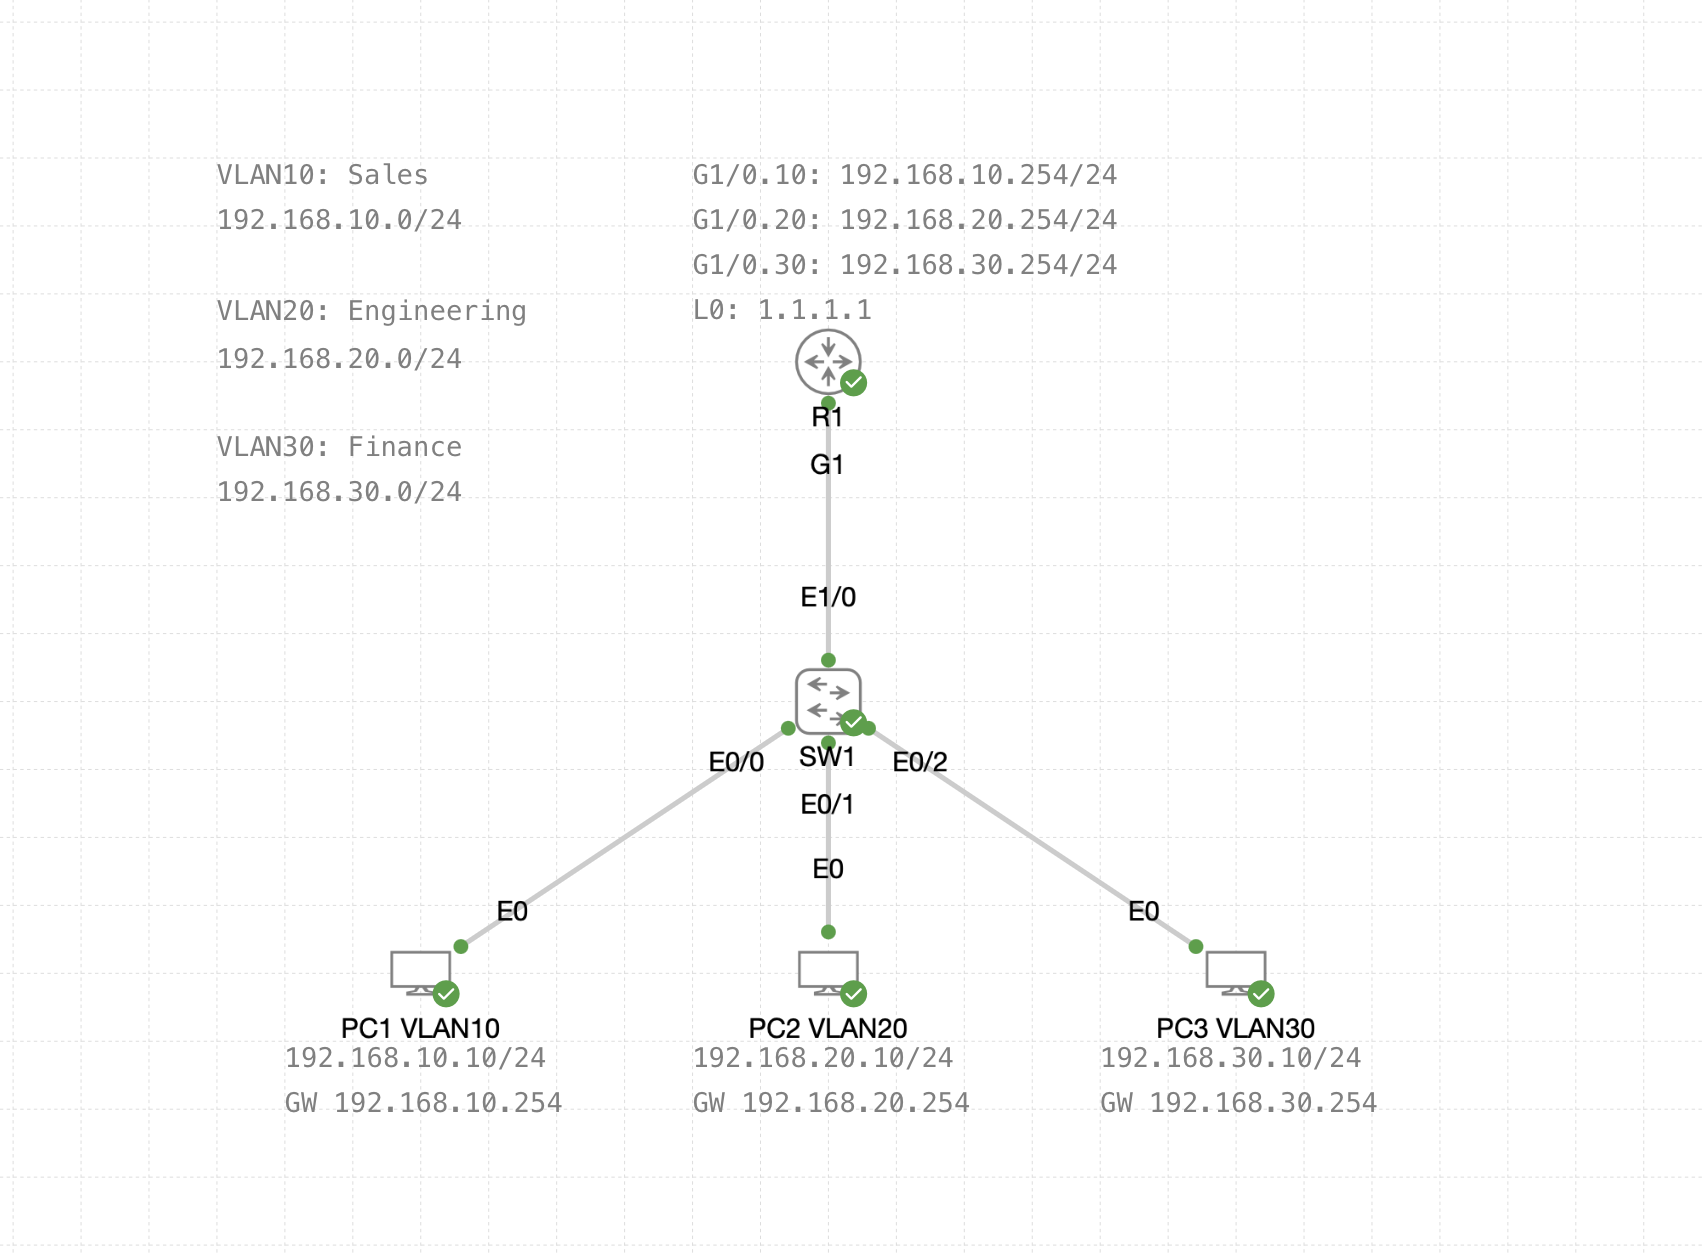 VLAN10: Sales
192.168.10.0/24
VLAN20: Engineering
192.168.20.0/24
VLAN30: Finance
192.168.30.0/24
G1/0.10: 192.168.10.254/24
G1/0.20: 192.168.20.254/24
G1/0.30: 192.168.30.254/24
L0: 1.1.1.1
R1
G1
E1/0
SW1
E0/0
E0/1
E0/2
E0
E0
E0
PC1 VLAN10
192.168.10.10/24
GW 192.168.10.254
PC2 VLAN20
192.168.20.10/24
GW 192.168.20.254
PC3 VLAN30
192.168.30.10/24
GW 192.168.30.254